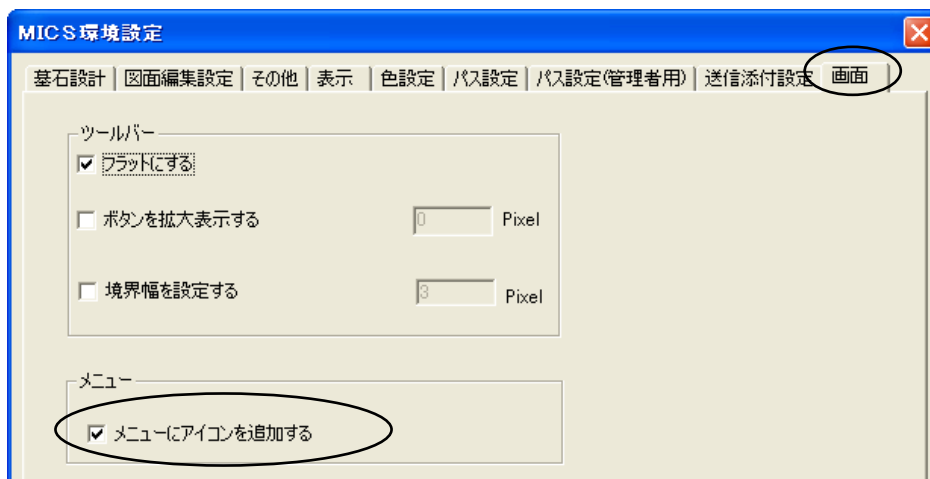 MICS環境設定
墓石設計 図面編集設定 その他 表示 色設定 パス設定 パス設定(管理者用) 送信添付設定 画面
ツールバー
フラットにする
ボタンを拡大表示する 0 Pixel
境界幅を設定する 3 Pixel
メニュー
メニューにアイコンを追加する